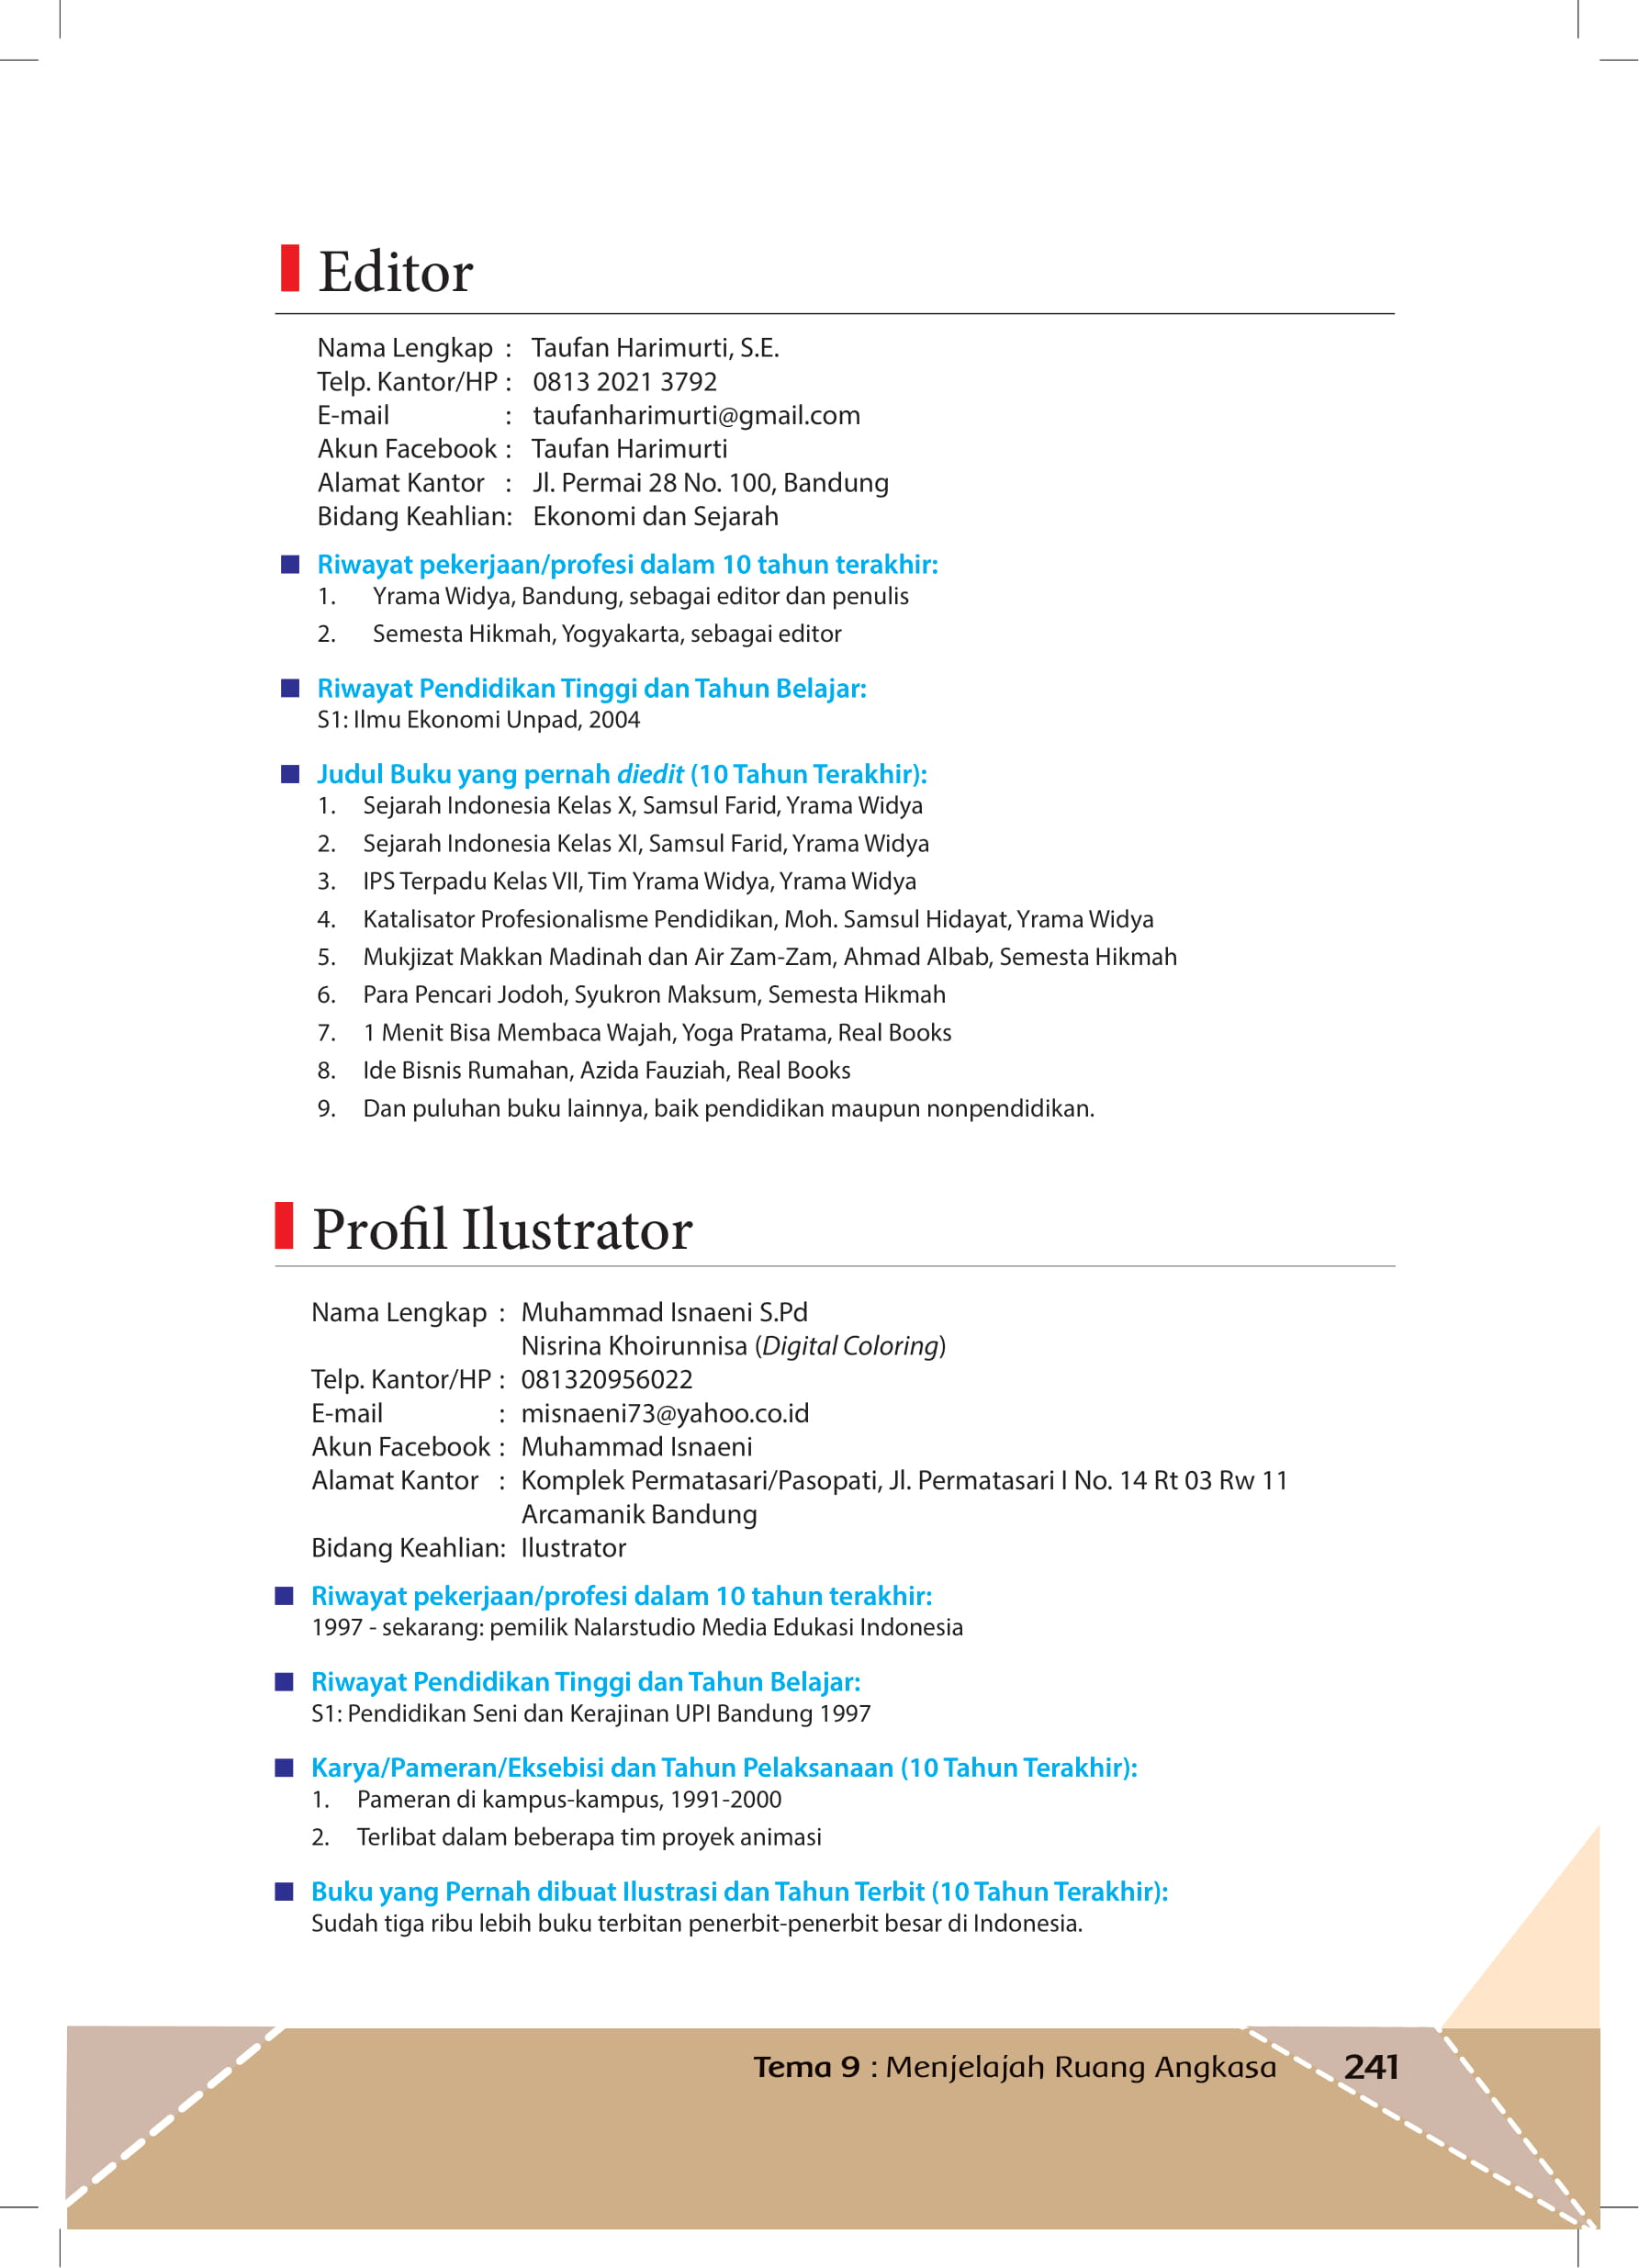 Editor
Nama Lengkap : Taufan Harimurti, S.E.
Telp. Kantor/HP : 0813 2021 3792
E-mail : taufanharimurti@gmail.com
Akun Facebook : Taufan Harimurti
Alamat Kantor : Jl. Permai 28 No. 100, Bandung
Bidang Keahlian: Ekonomi dan Sejarah
Riwayat pekerjaan/profesi dalam 10 tahun terakhir:
1. Yrama Widya, Bandung, sebagai editor dan penulis
2. Semesta Hikmah, Yogyakarta, sebagai editor
Riwayat Pendidikan Tinggi dan Tahun Belajar:
S1: Ilmu Ekonomi Unpad, 2004
Judul Buku yang pernah diedit (10 Tahun Terakhir):
1. Sejarah Indonesia Kelas X, Samsul Farid, Yrama Widya
2. Sejarah Indonesia Kelas XI, Samsul Farid, Yrama Widya
3. IPS Terpadu Kelas VII, Tim Yrama Widya, Yrama Widya
4. Katalisator Profesionalisme Pendidikan, Moh. Samsul Hidayat, Yrama Widya
5. Mukjizat Makkan Madinah dan Air Zam-Zam, Ahmad Albab, Semesta Hikmah
6. Para Pencari Jodoh, Syukron Maksum, Semesta Hikmah
7. 1 Menit Bisa Membaca Wajah, Yoga Pratama, Real Books
8. Ide Bisnis Rumahan, Azida Fauziah, Real Books
9. Dan puluhan buku lainnya, baik pendidikan maupun nonpendidikan.
Profil Ilustrator
Nama Lengkap : Muhammad Isnaeni S.Pd
Nisrina Khoirunnisa (Digital Coloring)
Telp. Kantor/HP : 081320956022
E-mail : misnaeni73@yahoo.co.id
Akun Facebook : Muhammad Isnaeni
Alamat Kantor : Komplek Permatasari/Pasopati, Jl. Permatasari I No. 14 Rt 03 Rw 11
Arcamanik Bandung
Bidang Keahlian: Ilustrator
Riwayat pekerjaan/profesi dalam 10 tahun terakhir:
1997 - sekarang: pemilik Nalarstudio Media Edukasi Indonesia
Riwayat Pendidikan Tinggi dan Tahun Belajar:
S1: Pendidikan Seni dan Kerajinan UPI Bandung 1997
Karya/Pameran/Eksebisi dan Tahun Pelaksanaan (10 Tahun Terakhir):
1. Pameran di kampus-kampus, 1991-2000
2. Terlibat dalam beberapa tim proyek animasi
Buku yang Pernah dibuat Ilustrasi dan Tahun Terbit (10 Tahun Terakhir):
Sudah tiga ribu lebih buku terbitan penerbit-penerbit besar di Indonesia.
Tema 9 : Menjelajah Ruang Angkasa 241